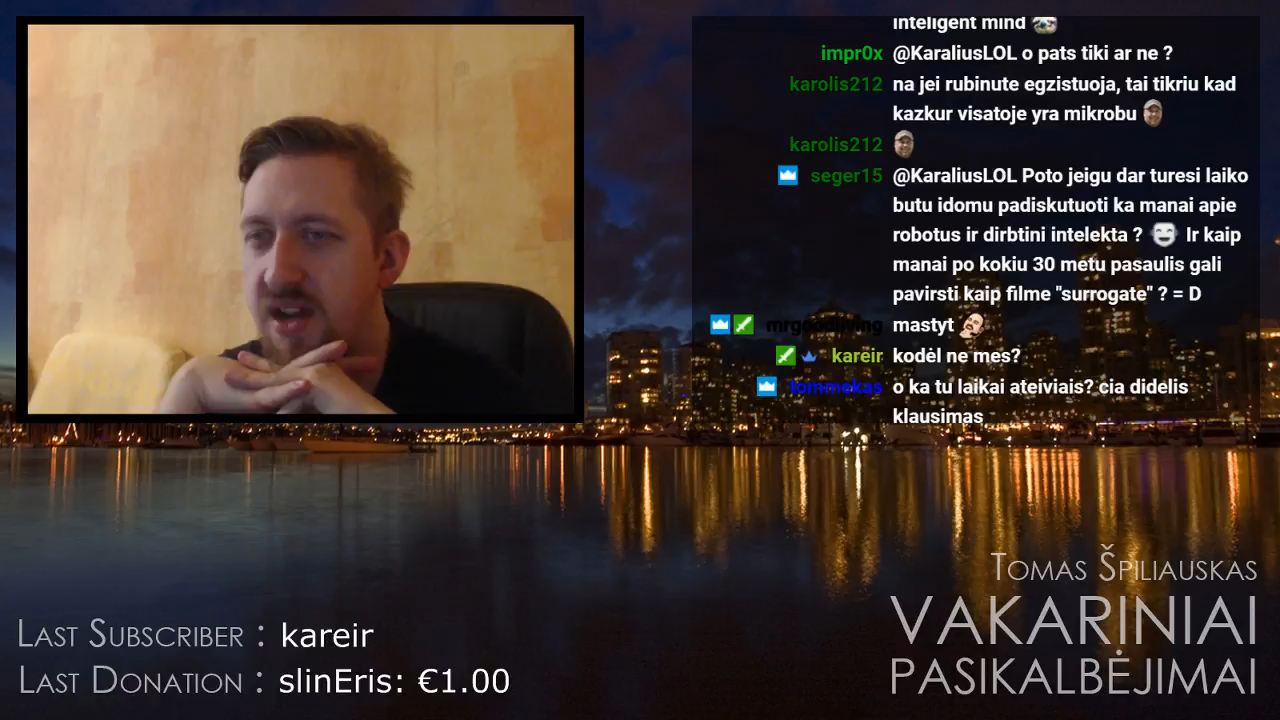 inteligent mind
impr0x @KaraliusLOL o pats tiki ar ne ?
karolis212 na jei rubinute egzistuoja, tai tikriu kad
kazkur visatoje yra mikrobu
karolis212
seger15 @KaraliusLOL Poto jeigu dar turesi laiko
butu idomu padiskutuoti ka manai apie
robotus ir dirbtini intelekta ? Ir kaip
manai po kokiu 30 metu pasaulis gali
pavirsti kaip filme "surrogate" ? = D
mrgoodliving mastyt
kareir kodėl ne mes?
tommekas o ka tu laikai ateiviais? cia didelis
klausimas
Tomas Špiliauskas
VAKARINIAI
PASIKALBĖJIMAI
Last Subscriber : kareir
Last Donation : slinEris: €1.00